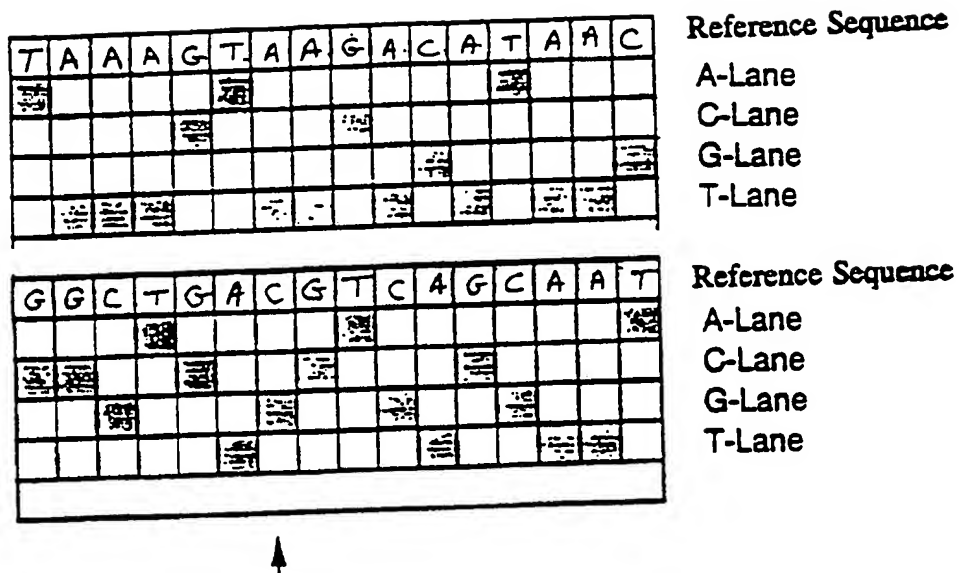 T A A A G T A A G A C A T A A C Reference Sequence
A-Lane
C-Lane
G-Lane
T-Lane
G G C T G A C G T C A G C A A T Reference Sequence
A-Lane
C-Lane
G-Lane
T-Lane